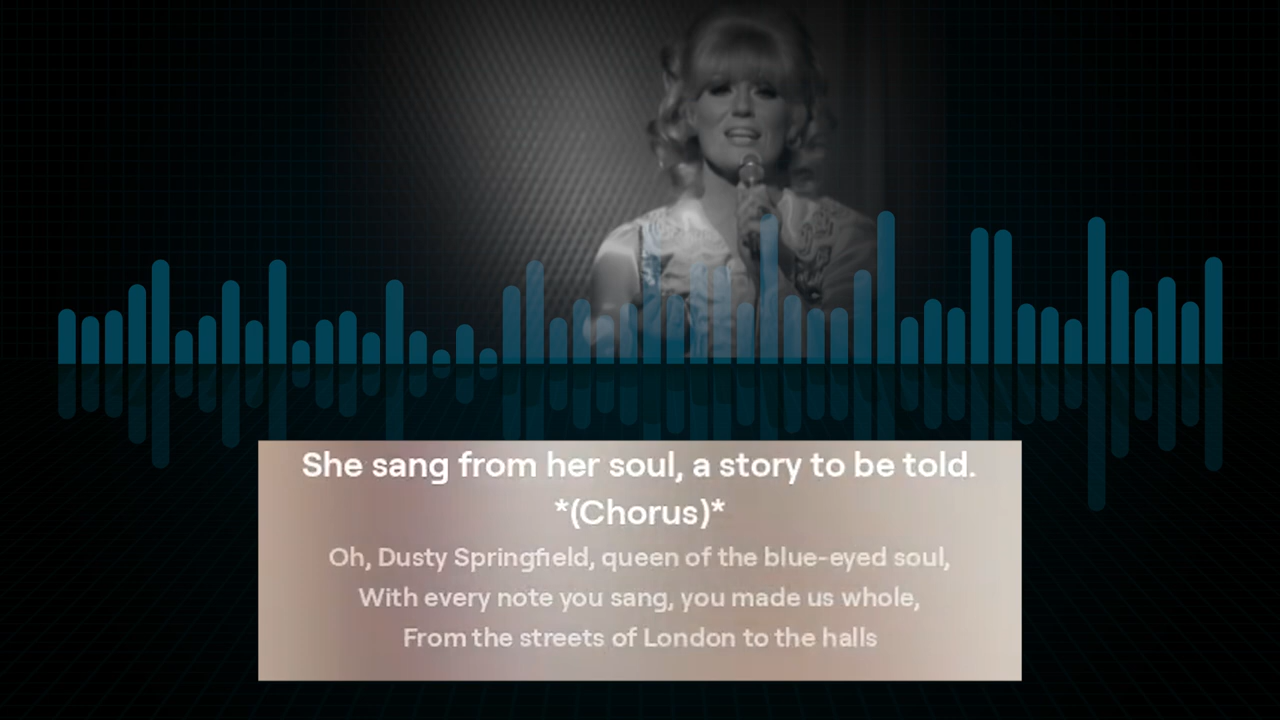 She sang from her soul, a story to be told.
*(Chorus)*
Oh, Dusty Springfield, queen of the blue-eyed soul,
With every note you sang, you made us whole,
From the streets of London to the halls